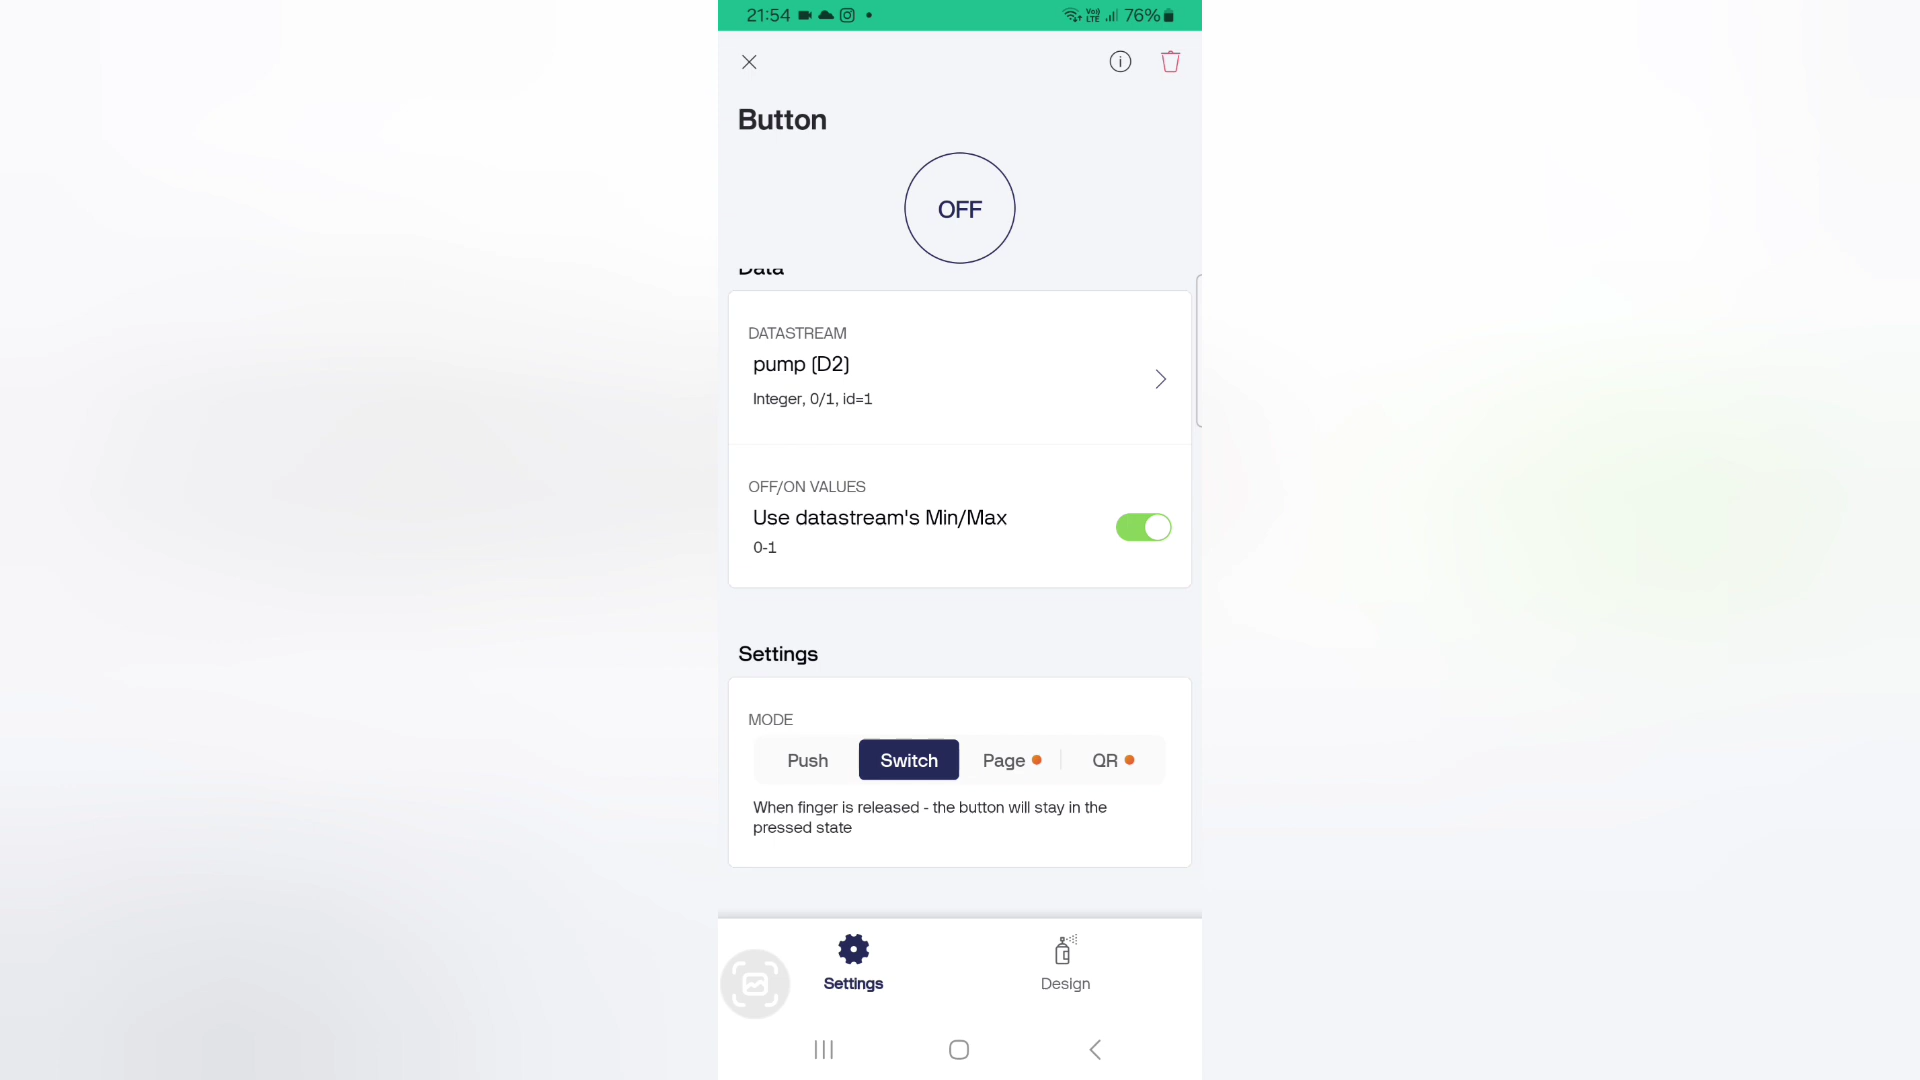 21:54 76%
Button
OFF
Data
DATASTREAM
pump (D2)
Integer, 0/1, id=1
OFF/ON VALUES
Use datastream's Min/Max
0-1
Settings
MODE
Push Switch Page QR
When finger is released - the button will stay in the
pressed state
Settings Design